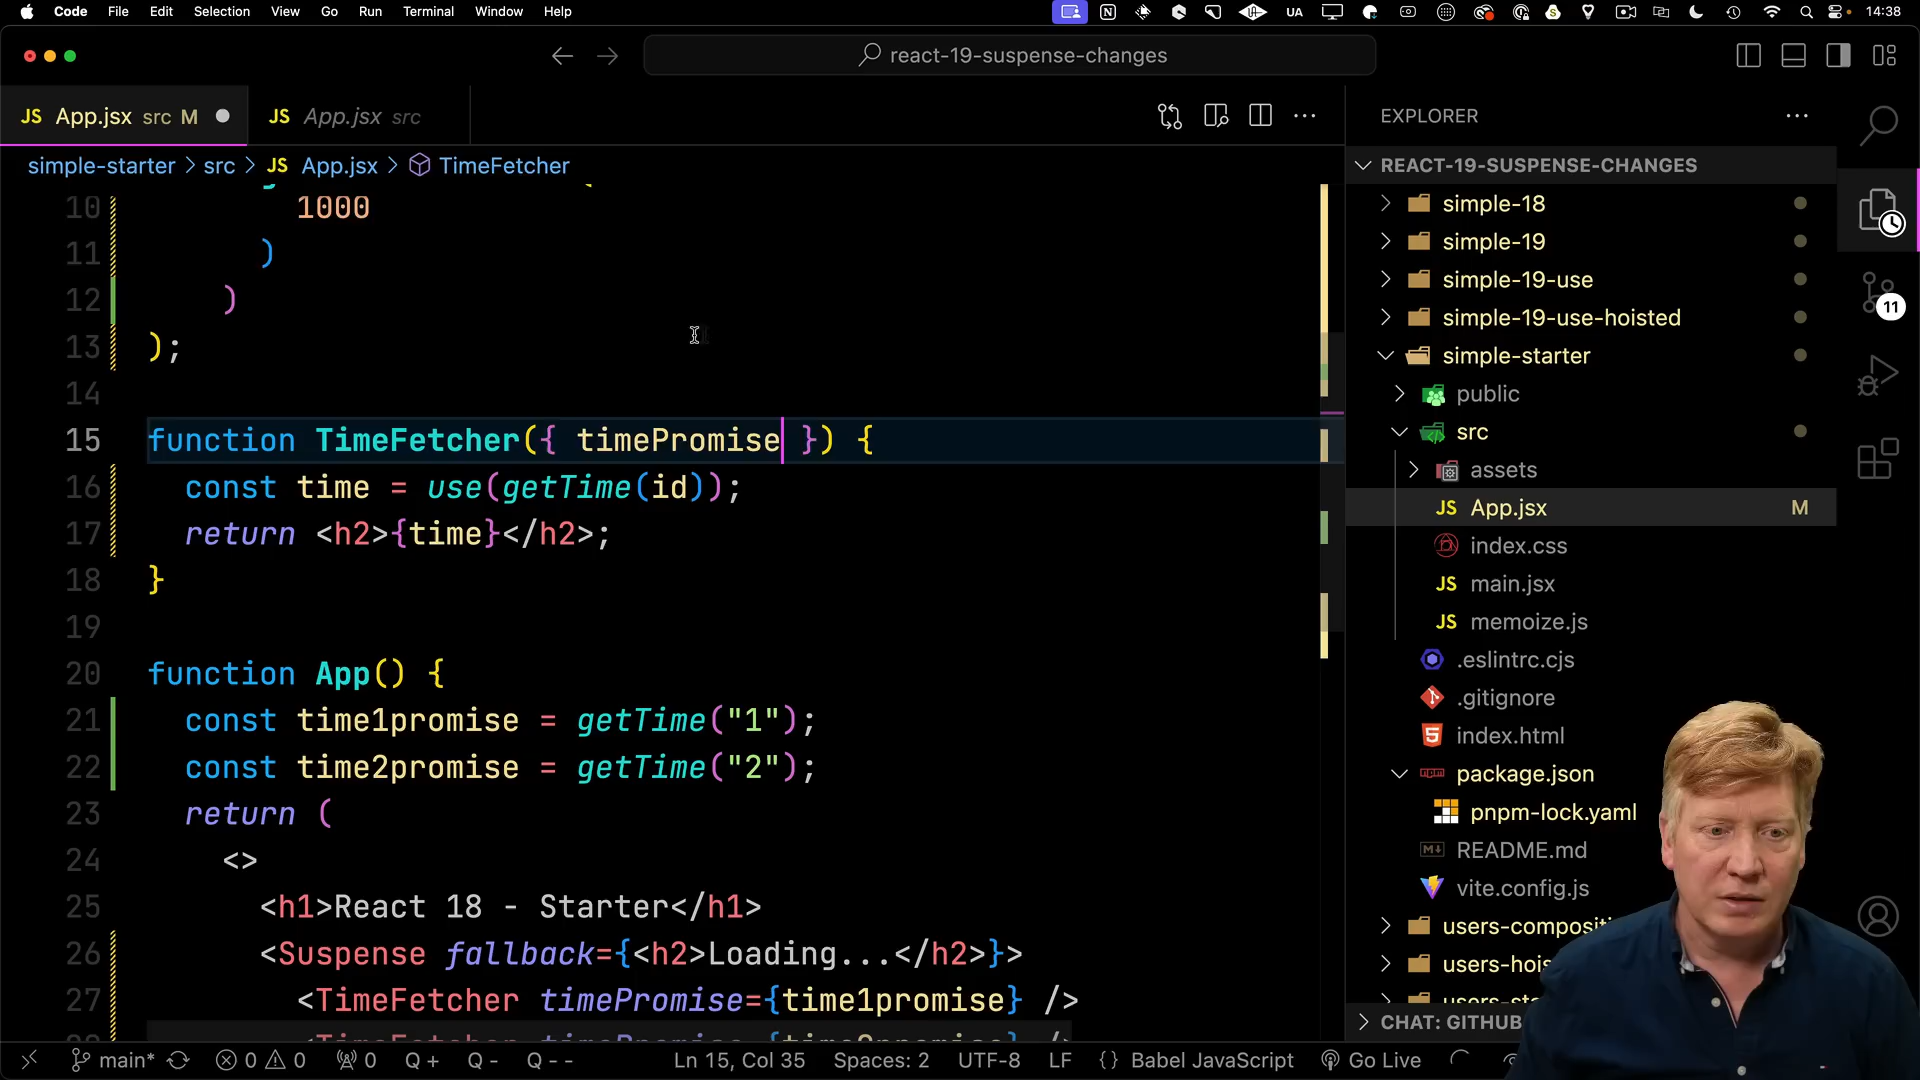 Code File Edit Selection View Go Run Terminal Window Help UA 14:38
react-19-suspense-changes
JS App.jsx src M JS App.jsx src
simple-starter > src > JS App.jsx > TimeFetcher
10 1000
11 )
12 )
13 );
14
15 function TimeFetcher({ timePromise }) {
16 const time = use(getTime(id));
17 return <h2>{time}</h2>;
18 }
19
20 function App() {
21 const time1promise = getTime("1");
22 const time2promise = getTime("2");
23 return (
24 <>
25 <h1>React 18 - Starter</h1>
26 <Suspense fallback={<h2>Loading...</h2>}>
27 <TimeFetcher timePromise={time1promise} />
EXPLORER
REACT-19-SUSPENSE-CHANGES
simple-18
simple-19
simple-19-use
simple-19-use-hoisted
simple-starter
public
src
assets
JS App.jsx M
index.css
JS main.jsx
JS memoize.js
.eslintrc.cjs
.gitignore
index.html
package.json
pnpm-lock.yaml
README.md
vite.config.js
users-compositi
users-hois
CHAT: GITHUB
11
main* 0 0 0 Q + Q - Q - - Ln 15, Col 35 Spaces: 2 UTF-8 LF {} Babel JavaScript Go Live